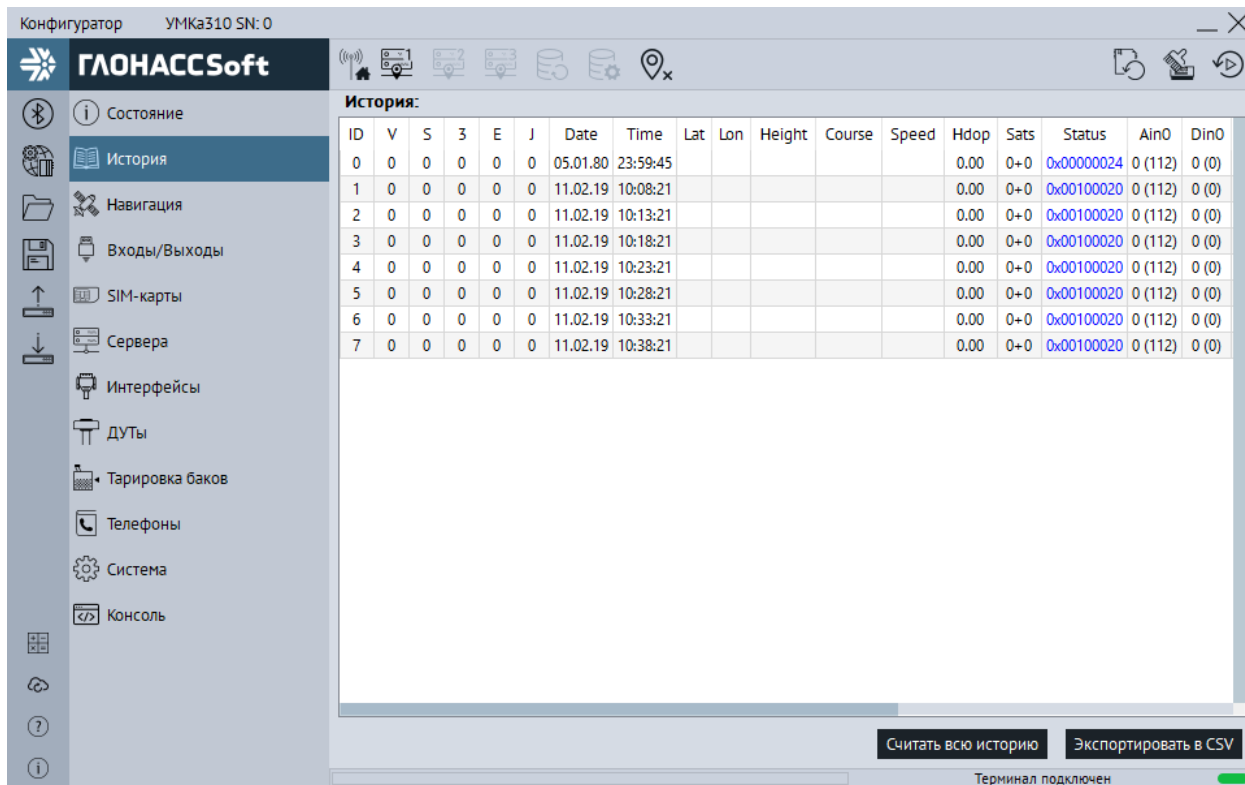 Конфигуратор УМКа310 SN: 0
ГЛОНАССSoft
1 2 3
Состояние
История
Навигация
Входы/Выходы
SIM-карты
Сервера
Интерфейсы
ДУТы
Тарировка баков
Телефоны
Система
Консоль
История:
ID V S 3 E J Date Time Lat Lon Height Course Speed Hdop Sats Status Ain0 Din0
0 0 0 0 0 0 05.01.80 23:59:45 0.00 0+0 0x00000024 0 (112) 0 (0)
1 0 0 0 0 0 11.02.19 10:08:21 0.00 0+0 0x00100020 0 (112) 0 (0)
2 0 0 0 0 0 11.02.19 10:13:21 0.00 0+0 0x00100020 0 (112) 0 (0)
3 0 0 0 0 0 11.02.19 10:18:21 0.00 0+0 0x00100020 0 (112) 0 (0)
4 0 0 0 0 0 11.02.19 10:23:21 0.00 0+0 0x00100020 0 (112) 0 (0)
5 0 0 0 0 0 11.02.19 10:28:21 0.00 0+0 0x00100020 0 (112) 0 (0)
6 0 0 0 0 0 11.02.19 10:33:21 0.00 0+0 0x00100020 0 (112) 0 (0)
7 0 0 0 0 0 11.02.19 10:38:21 0.00 0+0 0x00100020 0 (112) 0 (0)
Считать всю историю Экспортировать в CSV
Терминал подключен